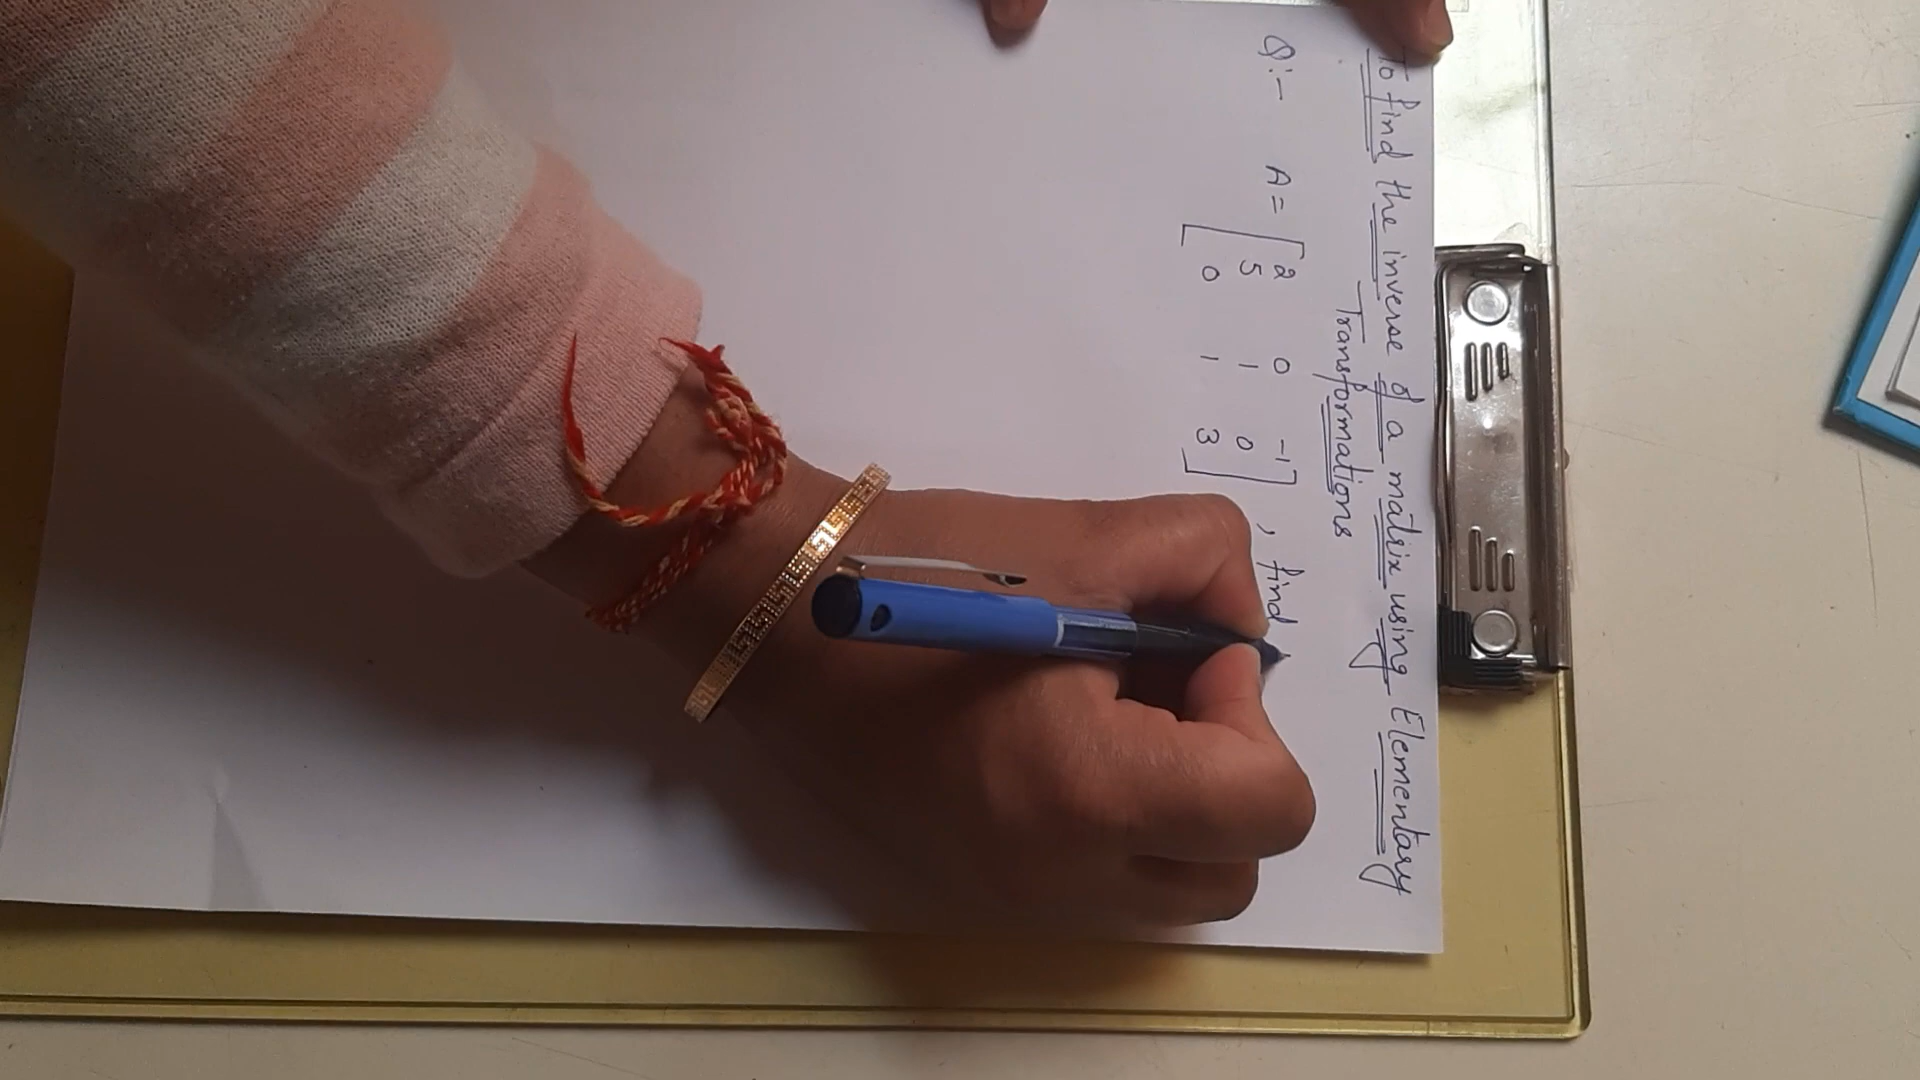 To find the inverse of a matrix using Elementary
Transformations
Q:- A = [ 2 0 -1 ] , find
5 1 0
0 1 3